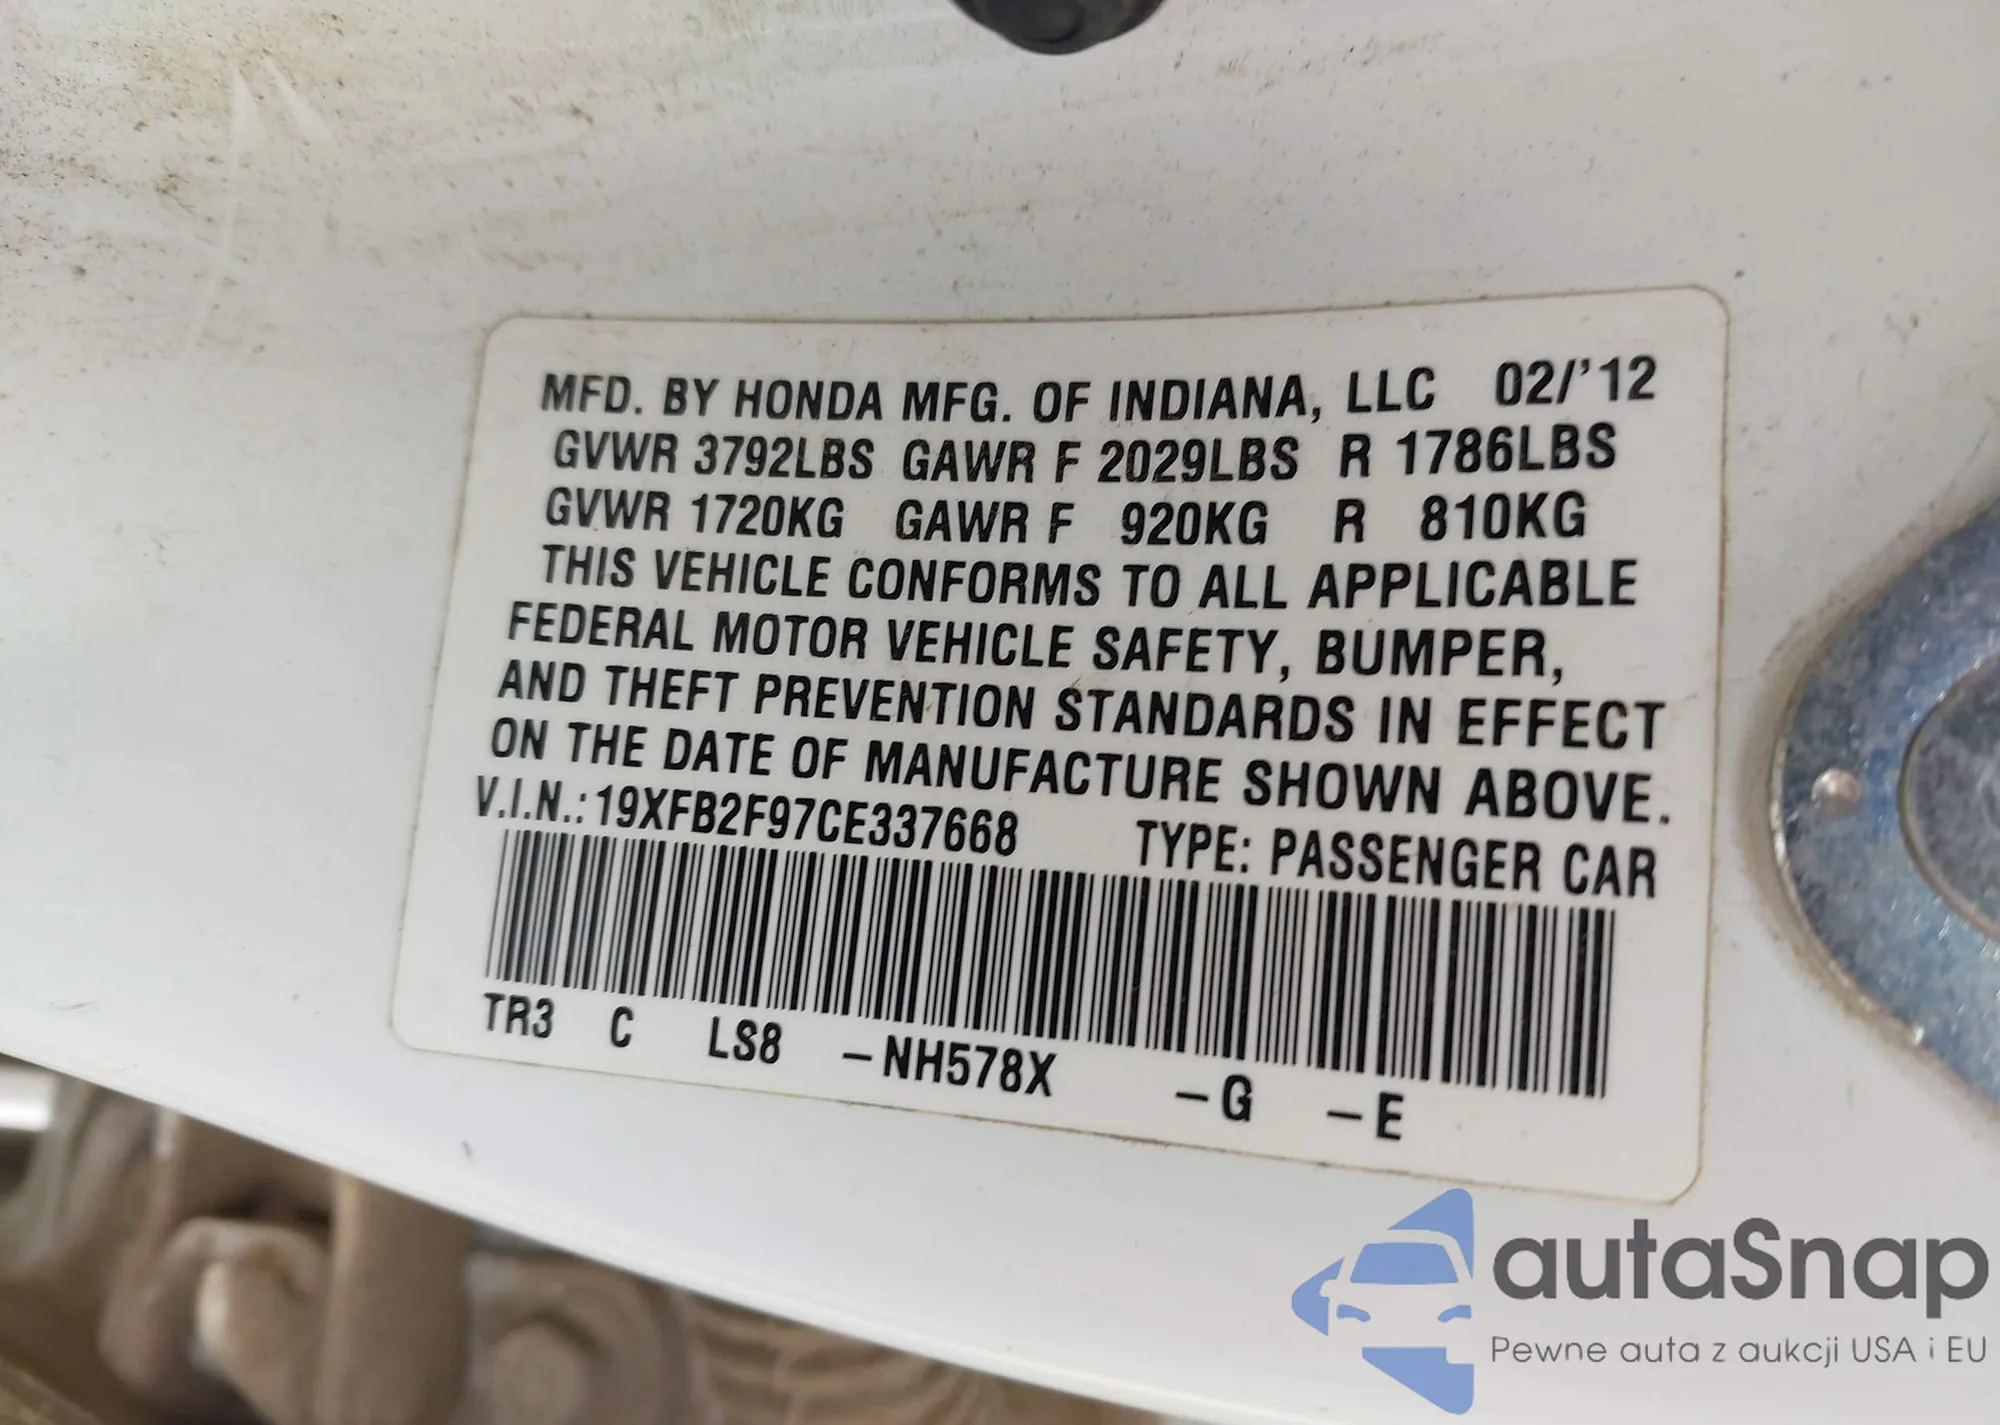 MFD. BY HONDA MFG. OF INDIANA, LLC 02/'12
GVWR 3792LBS GAWR F 2029LBS R 1786LBS
GVWR 1720KG GAWR F 920KG R 810KG
THIS VEHICLE CONFORMS TO ALL APPLICABLE
FEDERAL MOTOR VEHICLE SAFETY, BUMPER,
AND THEFT PREVENTION STANDARDS IN EFFECT
ON THE DATE OF MANUFACTURE SHOWN ABOVE.
V.I.N.: 19XFB2F97CE337668 TYPE: PASSENGER CAR
TR3 C LS8 –NH578X –G –E
autaSnap
Pewne auta z aukcji USA i EU